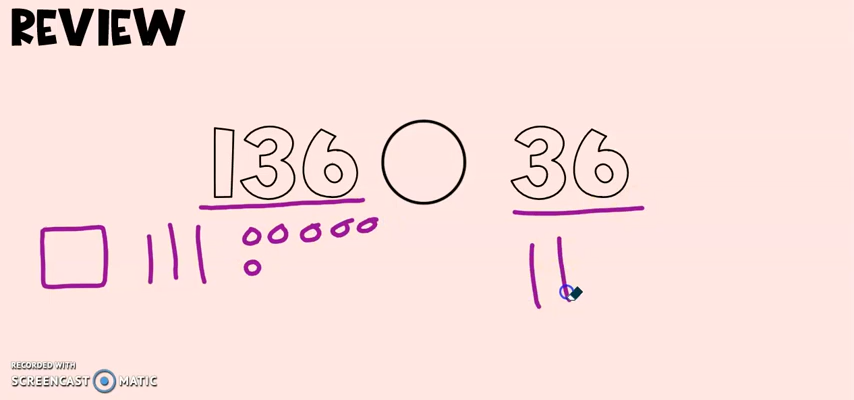 REVIEW
136 36
RECORDED WITH
SCREENCAST MATIC